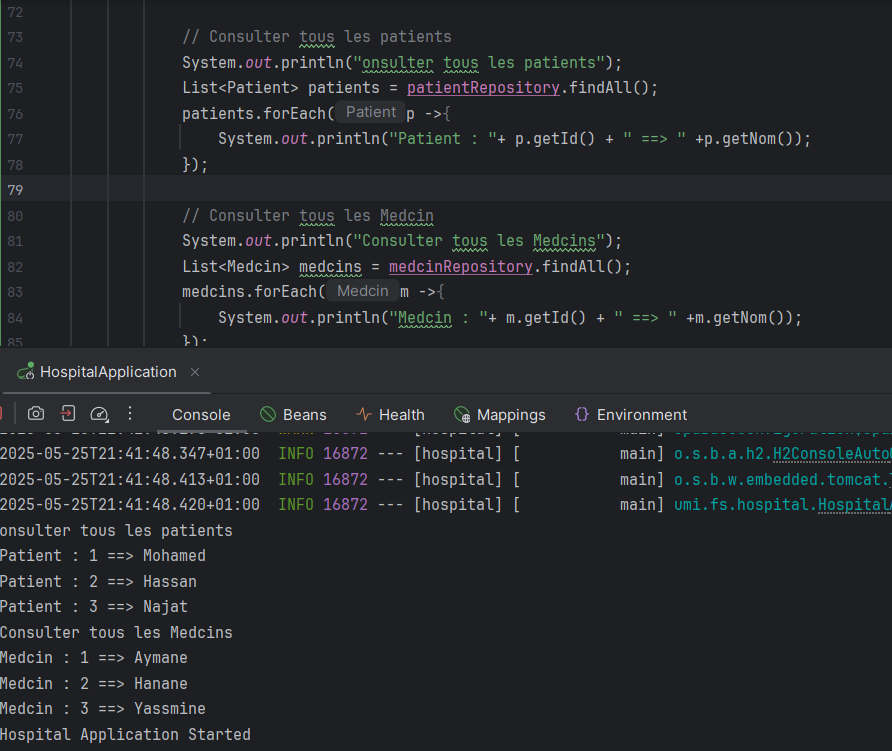 72
73 // Consulter tous les patients
74 System.out.println("onsulter tous les patients");
75 List<Patient> patients = patientRepository.findAll();
76 patients.forEach( Patient p ->{
77 System.out.println("Patient : "+ p.getId() + " ==> " +p.getNom());
78 });
79
80 // Consulter tous les Medcin
81 System.out.println("Consulter tous les Medcins");
82 List<Medcin> medcins = medcinRepository.findAll();
83 medcins.forEach( Medcin m ->{
84 System.out.println("Medcin : "+ m.getId() + " ==> " +m.getNom());
85 });
HospitalApplication ×
Console Beans Health Mappings Environment
2025-05-25T21:41:48.347+01:00 INFO 16872 --- [hospital] [ main] o.s.b.a.h2.H2ConsoleAuto
2025-05-25T21:41:48.413+01:00 INFO 16872 --- [hospital] [ main] o.s.b.w.embedded.tomcat.
2025-05-25T21:41:48.420+01:00 INFO 16872 --- [hospital] [ main] umi.fs.hospital.Hospital
onsulter tous les patients
Patient : 1 ==> Mohamed
Patient : 2 ==> Hassan
Patient : 3 ==> Najat
Consulter tous les Medcins
Medcin : 1 ==> Aymane
Medcin : 2 ==> Hanane
Medcin : 3 ==> Yassmine
Hospital Application Started